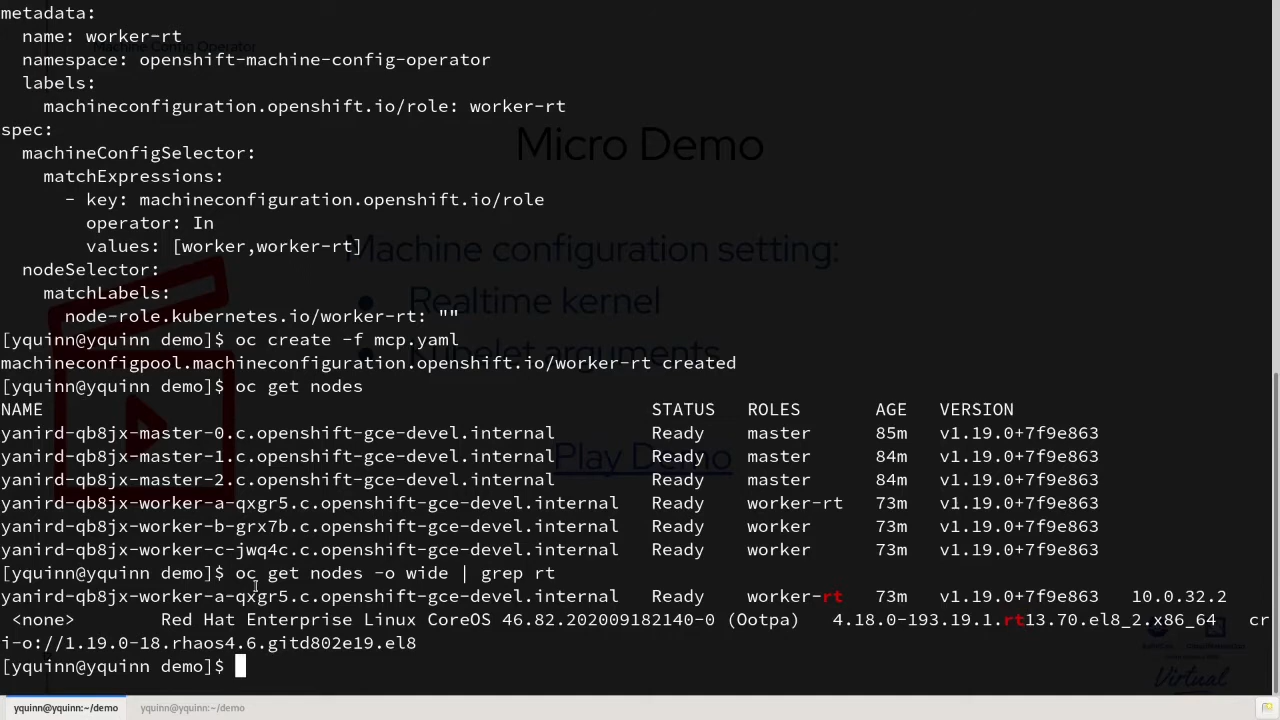 metadata:
name: worker-rt
Machine Config Operator
namespace: openshift-machine-config-operator
labels:
machineconfiguration.openshift.io/role: worker-rt
spec:
Micro Demo
machineConfigSelector:
matchExpressions:
- key: machineconfiguration.openshift.io/role
operator: In
values: [worker,worker-rt]
Machine configuration setting:
nodeSelector:
matchLabels:
● Realtime kernel
node-role.kubernetes.io/worker-rt: ""
[yquinn@yquinn demo]$ oc create -f mcp.yaml
● Kubelet arguments
machineconfigpool.machineconfiguration.openshift.io/worker-rt created
[yquinn@yquinn demo]$ oc get nodes
NAME STATUS ROLES AGE VERSION
yanird-qb8jx-master-0.c.openshift-gce-devel.internal Ready master 85m v1.19.0+7f9e863
yanird-qb8jx-master-1.c.openshift-gce-devel.internal Ready master 84m v1.19.0+7f9e863
Play Demo
yanird-qb8jx-master-2.c.openshift-gce-devel.internal Ready master 84m v1.19.0+7f9e863
yanird-qb8jx-worker-a-qxgr5.c.openshift-gce-devel.internal Ready worker-rt 73m v1.19.0+7f9e863
yanird-qb8jx-worker-b-grx7b.c.openshift-gce-devel.internal Ready worker 73m v1.19.0+7f9e863
yanird-qb8jx-worker-c-jwq4c.c.openshift-gce-devel.internal Ready worker 73m v1.19.0+7f9e863
[yquinn@yquinn demo]$ oc get nodes -o wide | grep rt
yanird-qb8jx-worker-a-qxgr5.c.openshift-gce-devel.internal Ready worker-rt 73m v1.19.0+7f9e863 10.0.32.2
<none> Red Hat Enterprise Linux CoreOS 46.82.202009182140-0 (Ootpa) 4.18.0-193.19.1.rt13.70.el8_2.x86_64 cr
i-o://1.19.0-18.rhaos4.6.gitd802e19.el8
[yquinn@yquinn demo]$
Virtual
yquinn@yquinn:~/demo yquinn@yquinn:~/demo